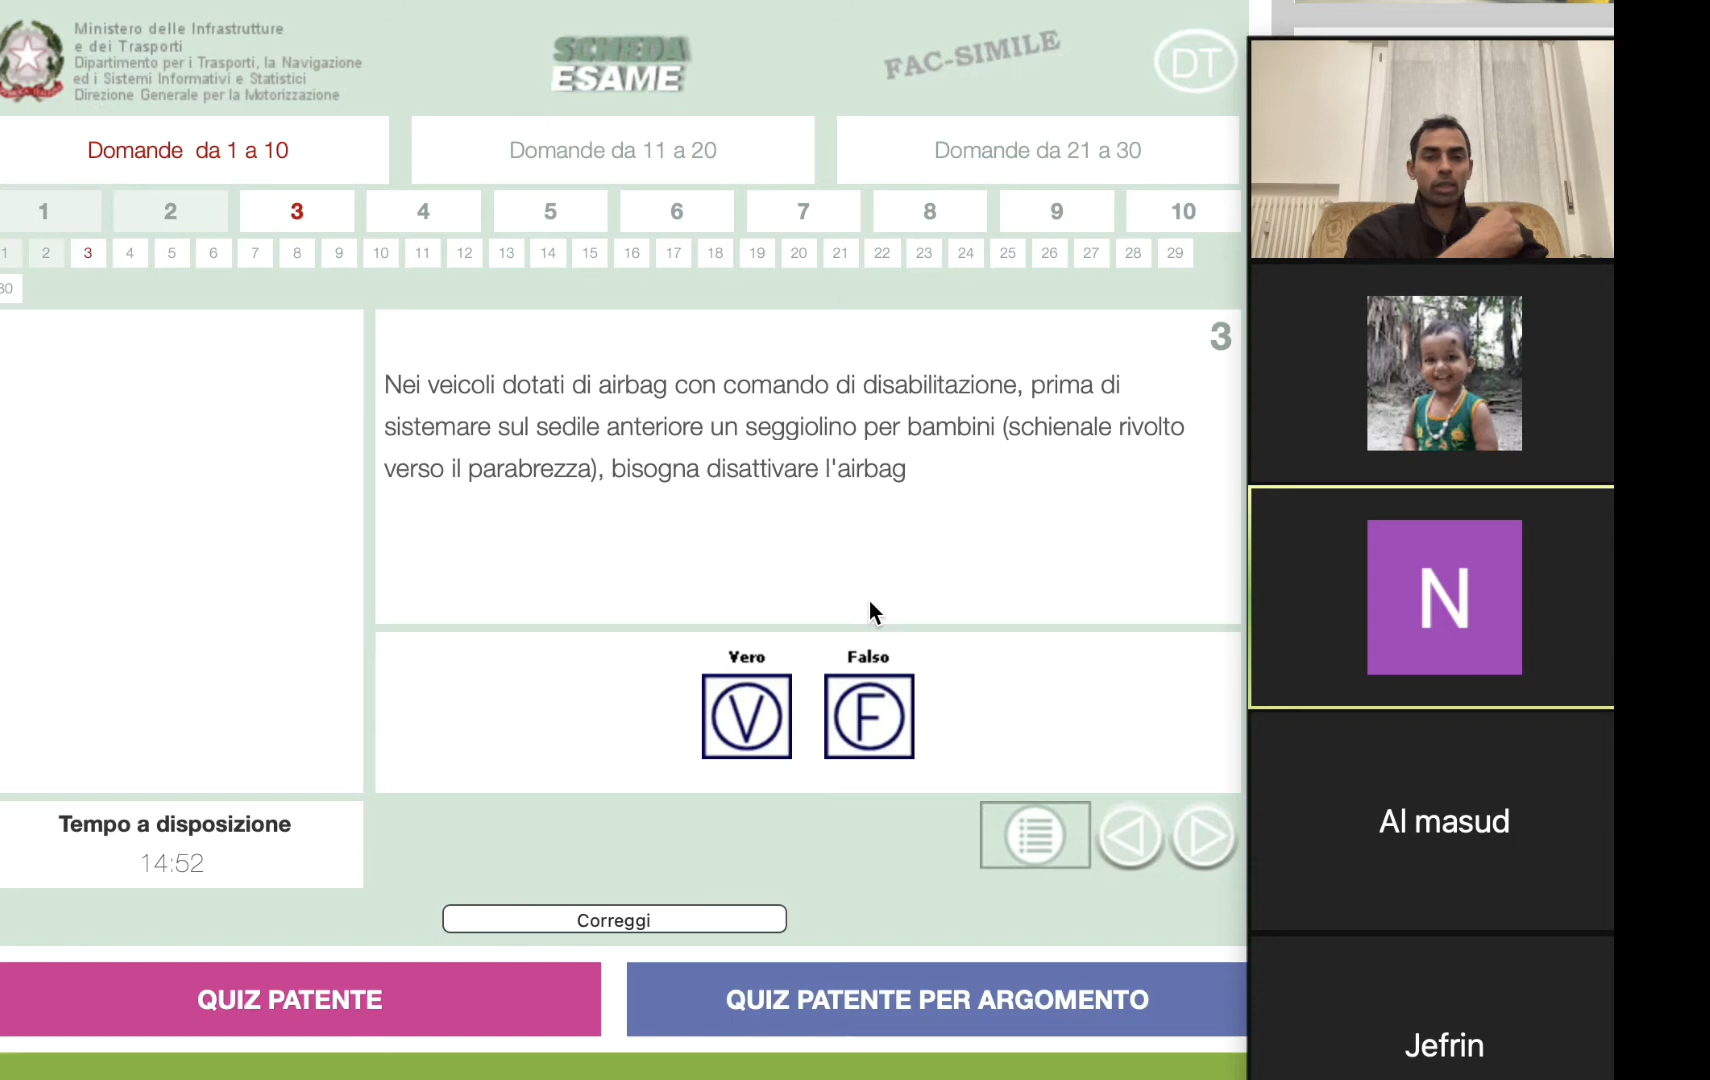 Ministero delle Infrastrutture
e dei Trasporti
Dipartimento per i Trasporti, la Navigazione
ed i Sistemi Informativi e Statistici
Direzione Generale per la Motorizzazione
SCHEDA
ESAME
FAC-SIMILE
DT
Domande da 1 a 10
Domande da 11 a 20
Domande da 21 a 30
1 2 3 4 5 6 7 8 9 10
1 2 3 4 5 6 7 8 9 10 11 12 13 14 15 16 17 18 19 20 21 22 23 24 25 26 27 28 29
30
3
Nei veicoli dotati di airbag con comando di disabilitazione, prima di
sistemare sul sedile anteriore un seggiolino per bambini (schienale rivolto
verso il parabrezza), bisogna disattivare l'airbag
Vero Falso
V F
Tempo a disposizione
14:52
Correggi
QUIZ PATENTE
QUIZ PATENTE PER ARGOMENTO
N
Al masud
Jefrin